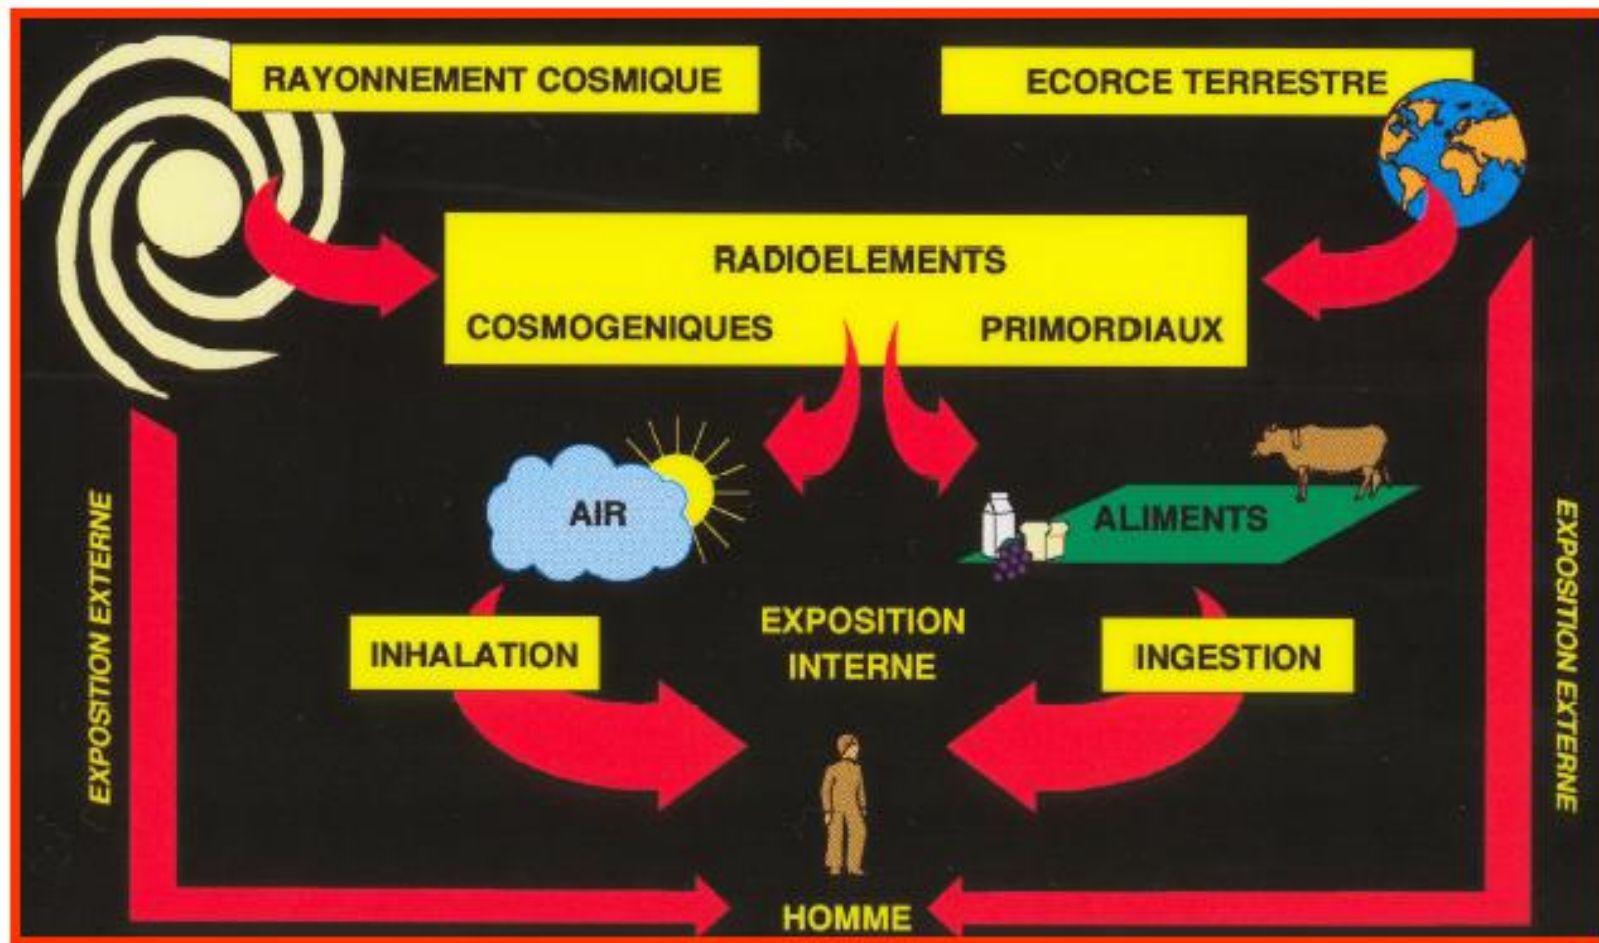 RAYONNEMENT COSMIQUE
ECORCE TERRESTRE
RADIOELEMENTS
COSMOGENIQUES
PRIMORDIAUX
AIR
ALIMENTS
EXPOSITION EXTERNE
EXPOSITION
INTERNE
EXPOSITION EXTERNE
INHALATION
INGESTION
HOMME